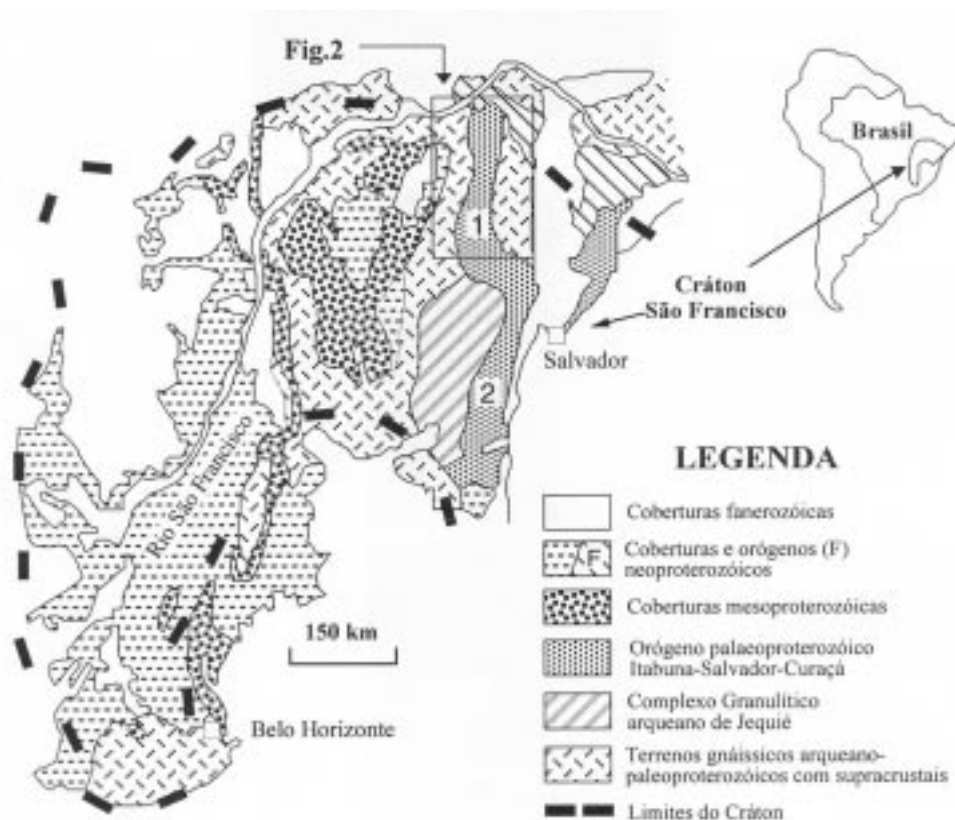 Fig.2
Brasil
Cráton
São Francisco
1
Salvador
2
Rio São Francisco
150 km
Belo Horizonte
LEGENDA
Coberturas fanerozóicas
F
Coberturas e orógenos (F)
neoproterozóicos
Coberturas mesoproterozóicas
Orógeno palaeoproterozóico
Itabuna-Salvador-Curaçá
Complexo Granulítico
arqueano de Jequié
Terrenos gnáissicos arqueano-
paleoproterozóicos com supracrustais
Limites do Cráton